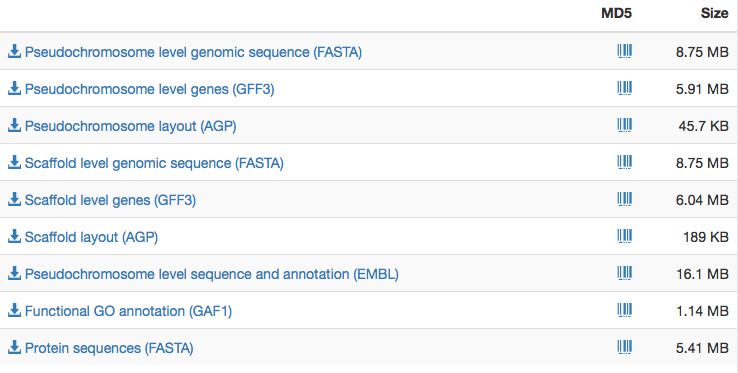 MD5 Size
Pseudochromosome level genomic sequence (FASTA) 8.75 MB
Pseudochromosome level genes (GFF3) 5.91 MB
Pseudochromosome layout (AGP) 45.7 KB
Scaffold level genomic sequence (FASTA) 8.75 MB
Scaffold level genes (GFF3) 6.04 MB
Scaffold layout (AGP) 189 KB
Pseudochromosome level sequence and annotation (EMBL) 16.1 MB
Functional GO annotation (GAF1) 1.14 MB
Protein sequences (FASTA) 5.41 MB